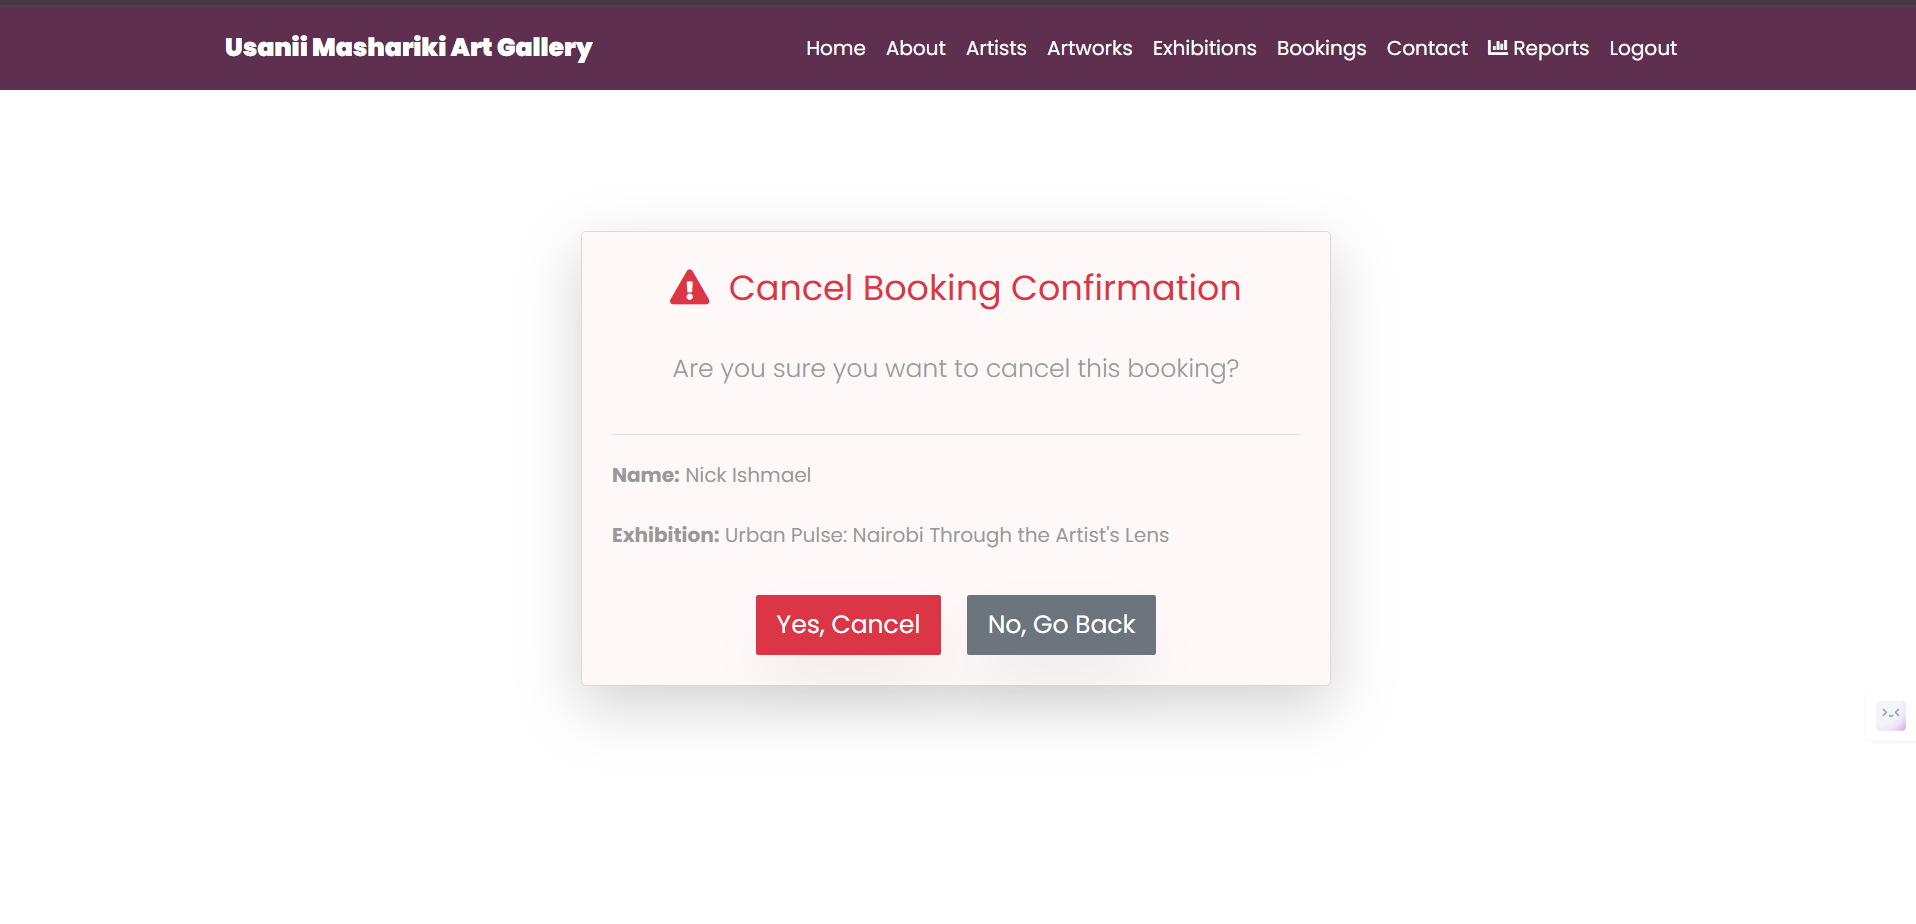 Usanii Mashariki Art Gallery
Home About Artists Artworks Exhibitions Bookings Contact Reports Logout
Cancel Booking Confirmation
Are you sure you want to cancel this booking?
Name: Nick Ishmael
Exhibition: Urban Pulse: Nairobi Through the Artist's Lens
Yes, Cancel No, Go Back